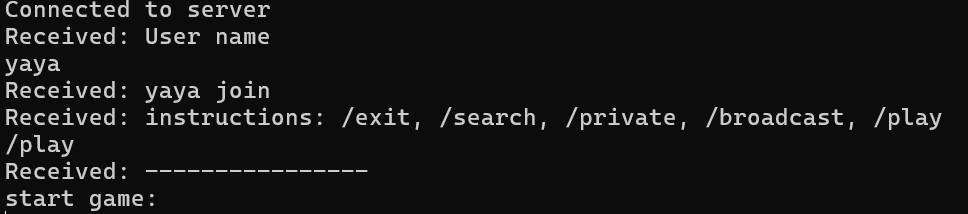 Connected to server
Received: User name
yaya
Received: yaya join
Received: instructions: /exit, /search, /private, /broadcast, /play
/play
Received: ----------------
start game: